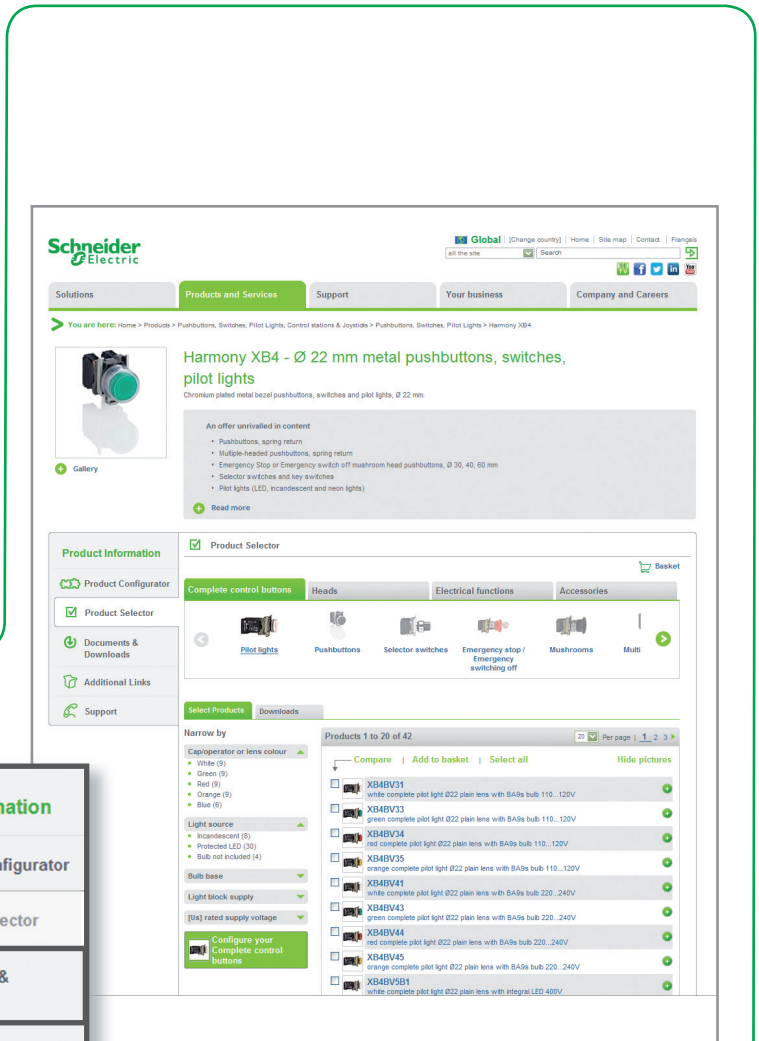 Schneider
Electric
Global | [Change country] | Home | Site map | Contact | Français
all the site Search
Solutions
Products and Services
Support
Your business
Company and Careers
You are here: Home > Products > Pushbuttons, Switches, Pilot Lights, Control stations & Joysticks > Pushbuttons, Switches, Pilot Lights > Harmony XB4
Harmony XB4 - Ø 22 mm metal pushbuttons, switches,
pilot lights
Chromium plated metal bezel pushbuttons, switches and pilot lights, Ø 22 mm.
An offer unrivalled in content
• Pushbuttons, spring return
• Multiple-headed pushbuttons, spring return
• Emergency Stop or Emergency switch off mushroom head pushbuttons, Ø 30, 40, 60 mm
• Selector switches and key switches
• Pilot lights (LED, incandescent and neon lights)
Read more
Gallery
Product Information
Product Configurator
Product Selector
Documents &
Downloads
Additional Links
Support
Product Selector
Basket
Complete control buttons
Heads
Electrical functions
Accessories
Pilot lights
Pushbuttons
Selector switches
Emergency stop /
Emergency
switching off
Mushrooms
Multi
Select Products
Downloads
Narrow by
Cap/operator or lens colour
• White (9)
• Green (9)
• Red (9)
• Orange (9)
• Blue (6)
Light source
• Incandescent (8)
• Protected LED (30)
• Bulb not included (4)
Bulb base
Light block supply
[Us] rated supply voltage
Configure your
Complete control
buttons
Products 1 to 20 of 42
20 Per page | 1 2 3
Compare | Add to basket | Select all
Hide pictures
XB4BV31
white complete pilot light Ø22 plain lens with BA9s bulb 110...120V
XB4BV33
green complete pilot light Ø22 plain lens with BA9s bulb 110...120V
XB4BV34
red complete pilot light Ø22 plain lens with BA9s bulb 110...120V
XB4BV35
orange complete pilot light Ø22 plain lens with BA9s bulb 110...120V
XB4BV41
white complete pilot light Ø22 plain lens with BA9s bulb 220...240V
XB4BV43
green complete pilot light Ø22 plain lens with BA9s bulb 220...240V
XB4BV44
red complete pilot light Ø22 plain lens with BA9s bulb 220...240V
XB4BV45
orange complete pilot light Ø22 plain lens with BA9s bulb 220...240V
XB4BV5B1
white complete pilot light Ø22 plain lens with integral LED 400V
nation
figurator
ector
&